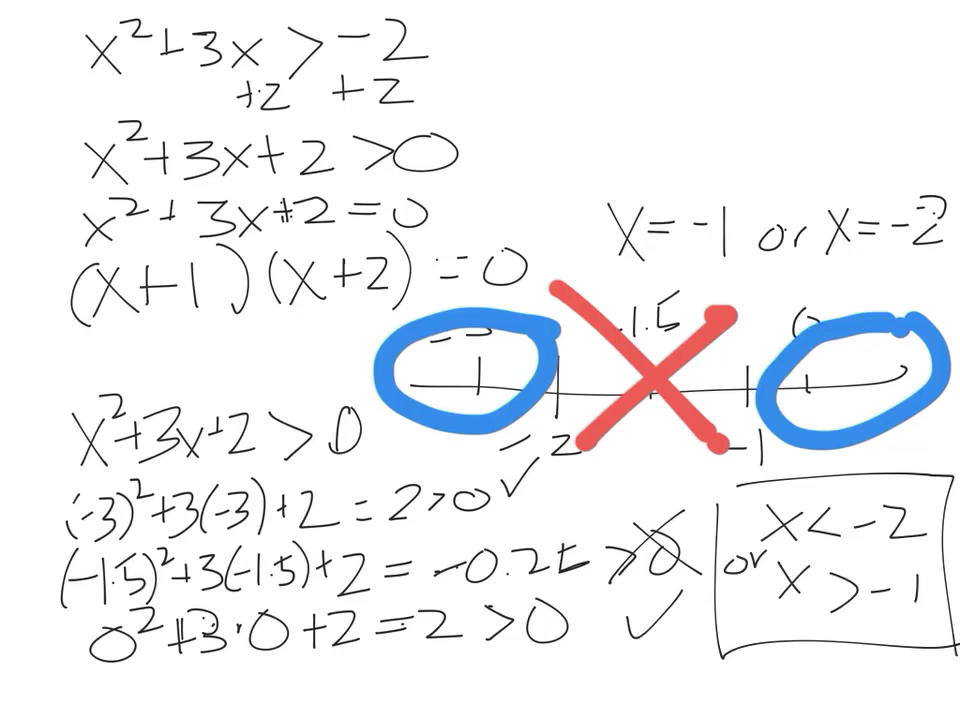 x²+3x > -2
+2 +2
x²+3x+2 >0
x²+3x+2=0
(x+1)(x+2) = 0
x=-1 or x=-2
-1.5
-2 -1
x²+3x+2 > 0
(-3)²+3(-3)+2 = 2>0 ✓
(-1.5)²+3(-1.5)+2 = -0.25 >0
0²+3·0+2=2 >0 ✓
x<-2
or
x>-1